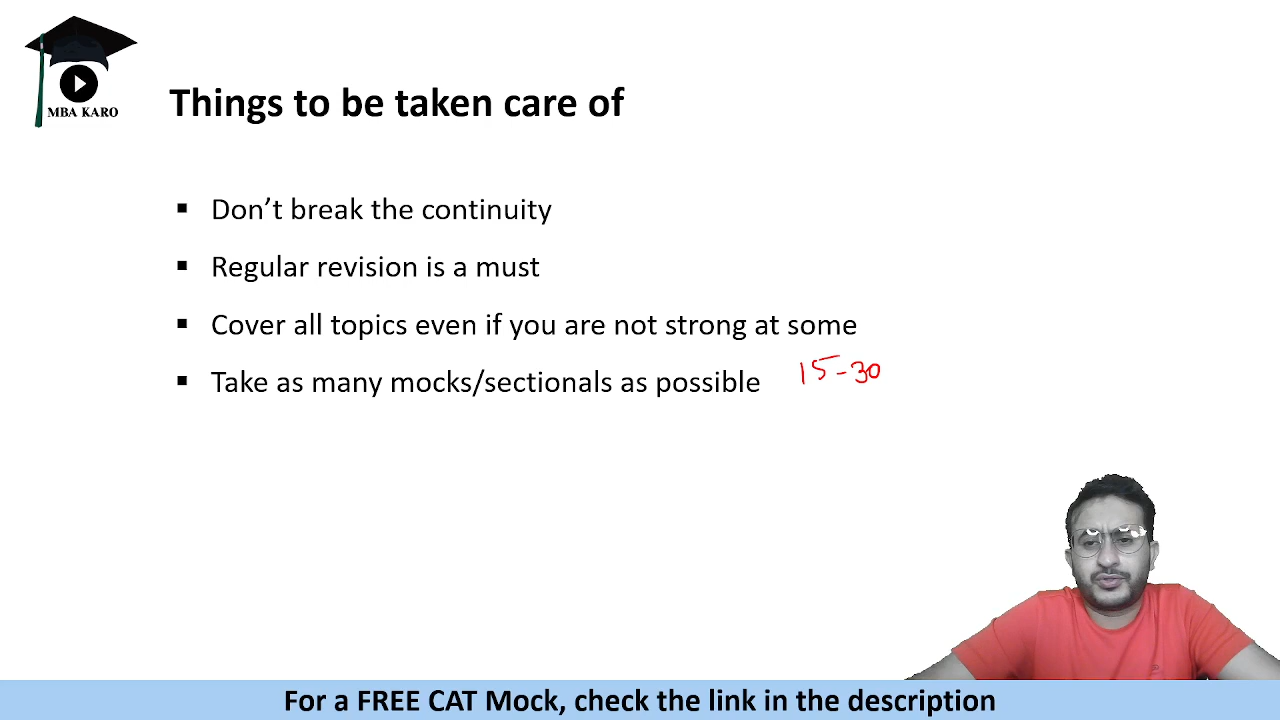 MBA KARO
Things to be taken care of
▪ Don’t break the continuity
▪ Regular revision is a must
▪ Cover all topics even if you are not strong at some
▪ Take as many mocks/sectionals as possible 15-30
For a FREE CAT Mock, check the link in the description